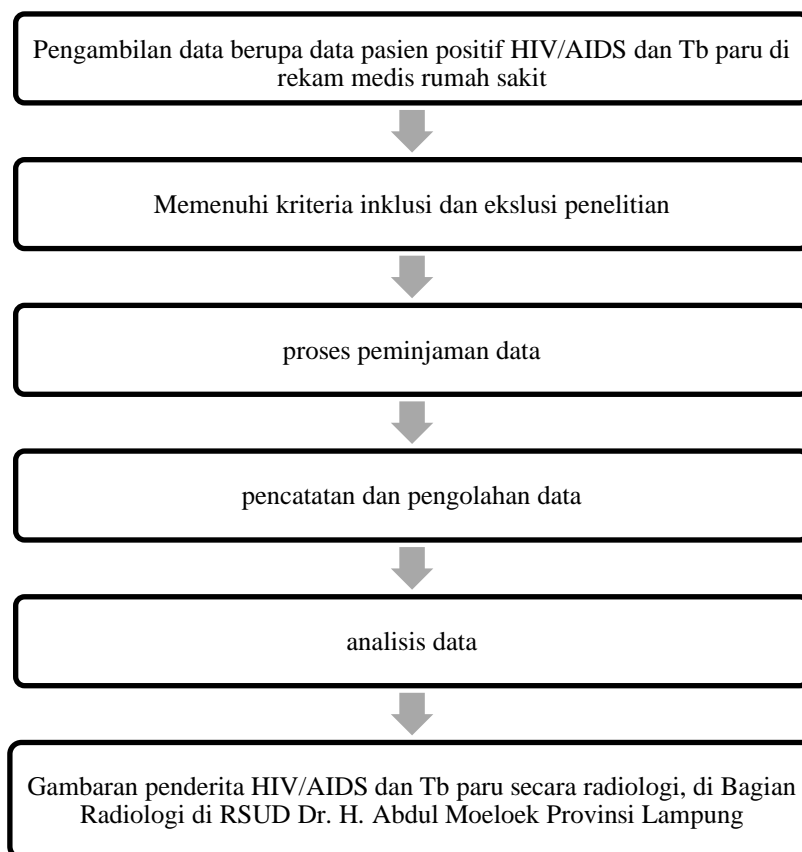 Pengambilan data berupa data pasien positif HIV/AIDS dan Tb paru di
rekam medis rumah sakit
Memenuhi kriteria inklusi dan ekslusi penelitian
proses peminjaman data
pencatatan dan pengolahan data
analisis data
Gambaran penderita HIV/AIDS dan Tb paru secara radiologi, di Bagian
Radiologi di RSUD Dr. H. Abdul Moeloek Provinsi Lampung